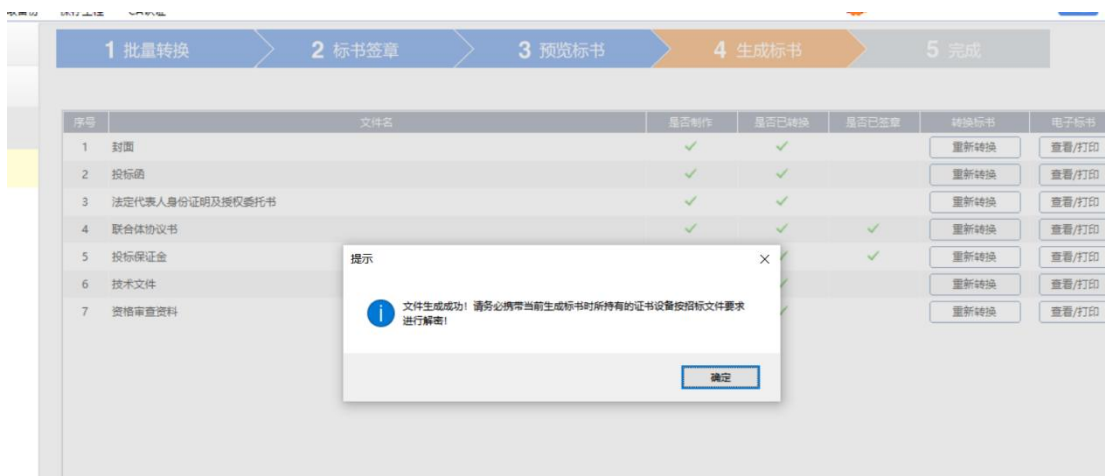 保存工程 CA认证
1 批量转换 2 标书签章 3 预览标书 4 生成标书 5 完成
序号 文件名 是否制作 是否已转换 是否已签章 转换标书 电子标书
1 封面 重新转换 查看/打印
2 投标函 重新转换 查看/打印
3 法定代表人身份证明及授权委托书 重新转换 查看/打印
4 联合体协议书 重新转换 查看/打印
5 投标保证金 重新转换 查看/打印
6 技术文件 重新转换 查看/打印
7 资格审查资料 重新转换 查看/打印
提示
文件生成成功！请务必携带当前生成标书时所持有的证书设备按招标文件要求
进行解密！
确定